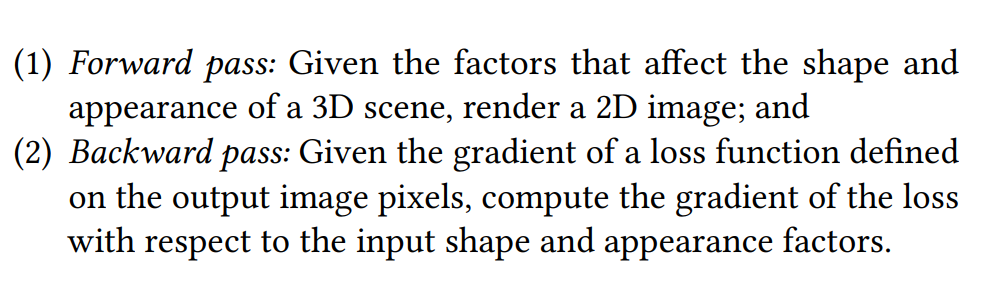 (1) Forward pass: Given the factors that affect the shape and
appearance of a 3D scene, render a 2D image; and
(2) Backward pass: Given the gradient of a loss function defined
on the output image pixels, compute the gradient of the loss
with respect to the input shape and appearance factors.